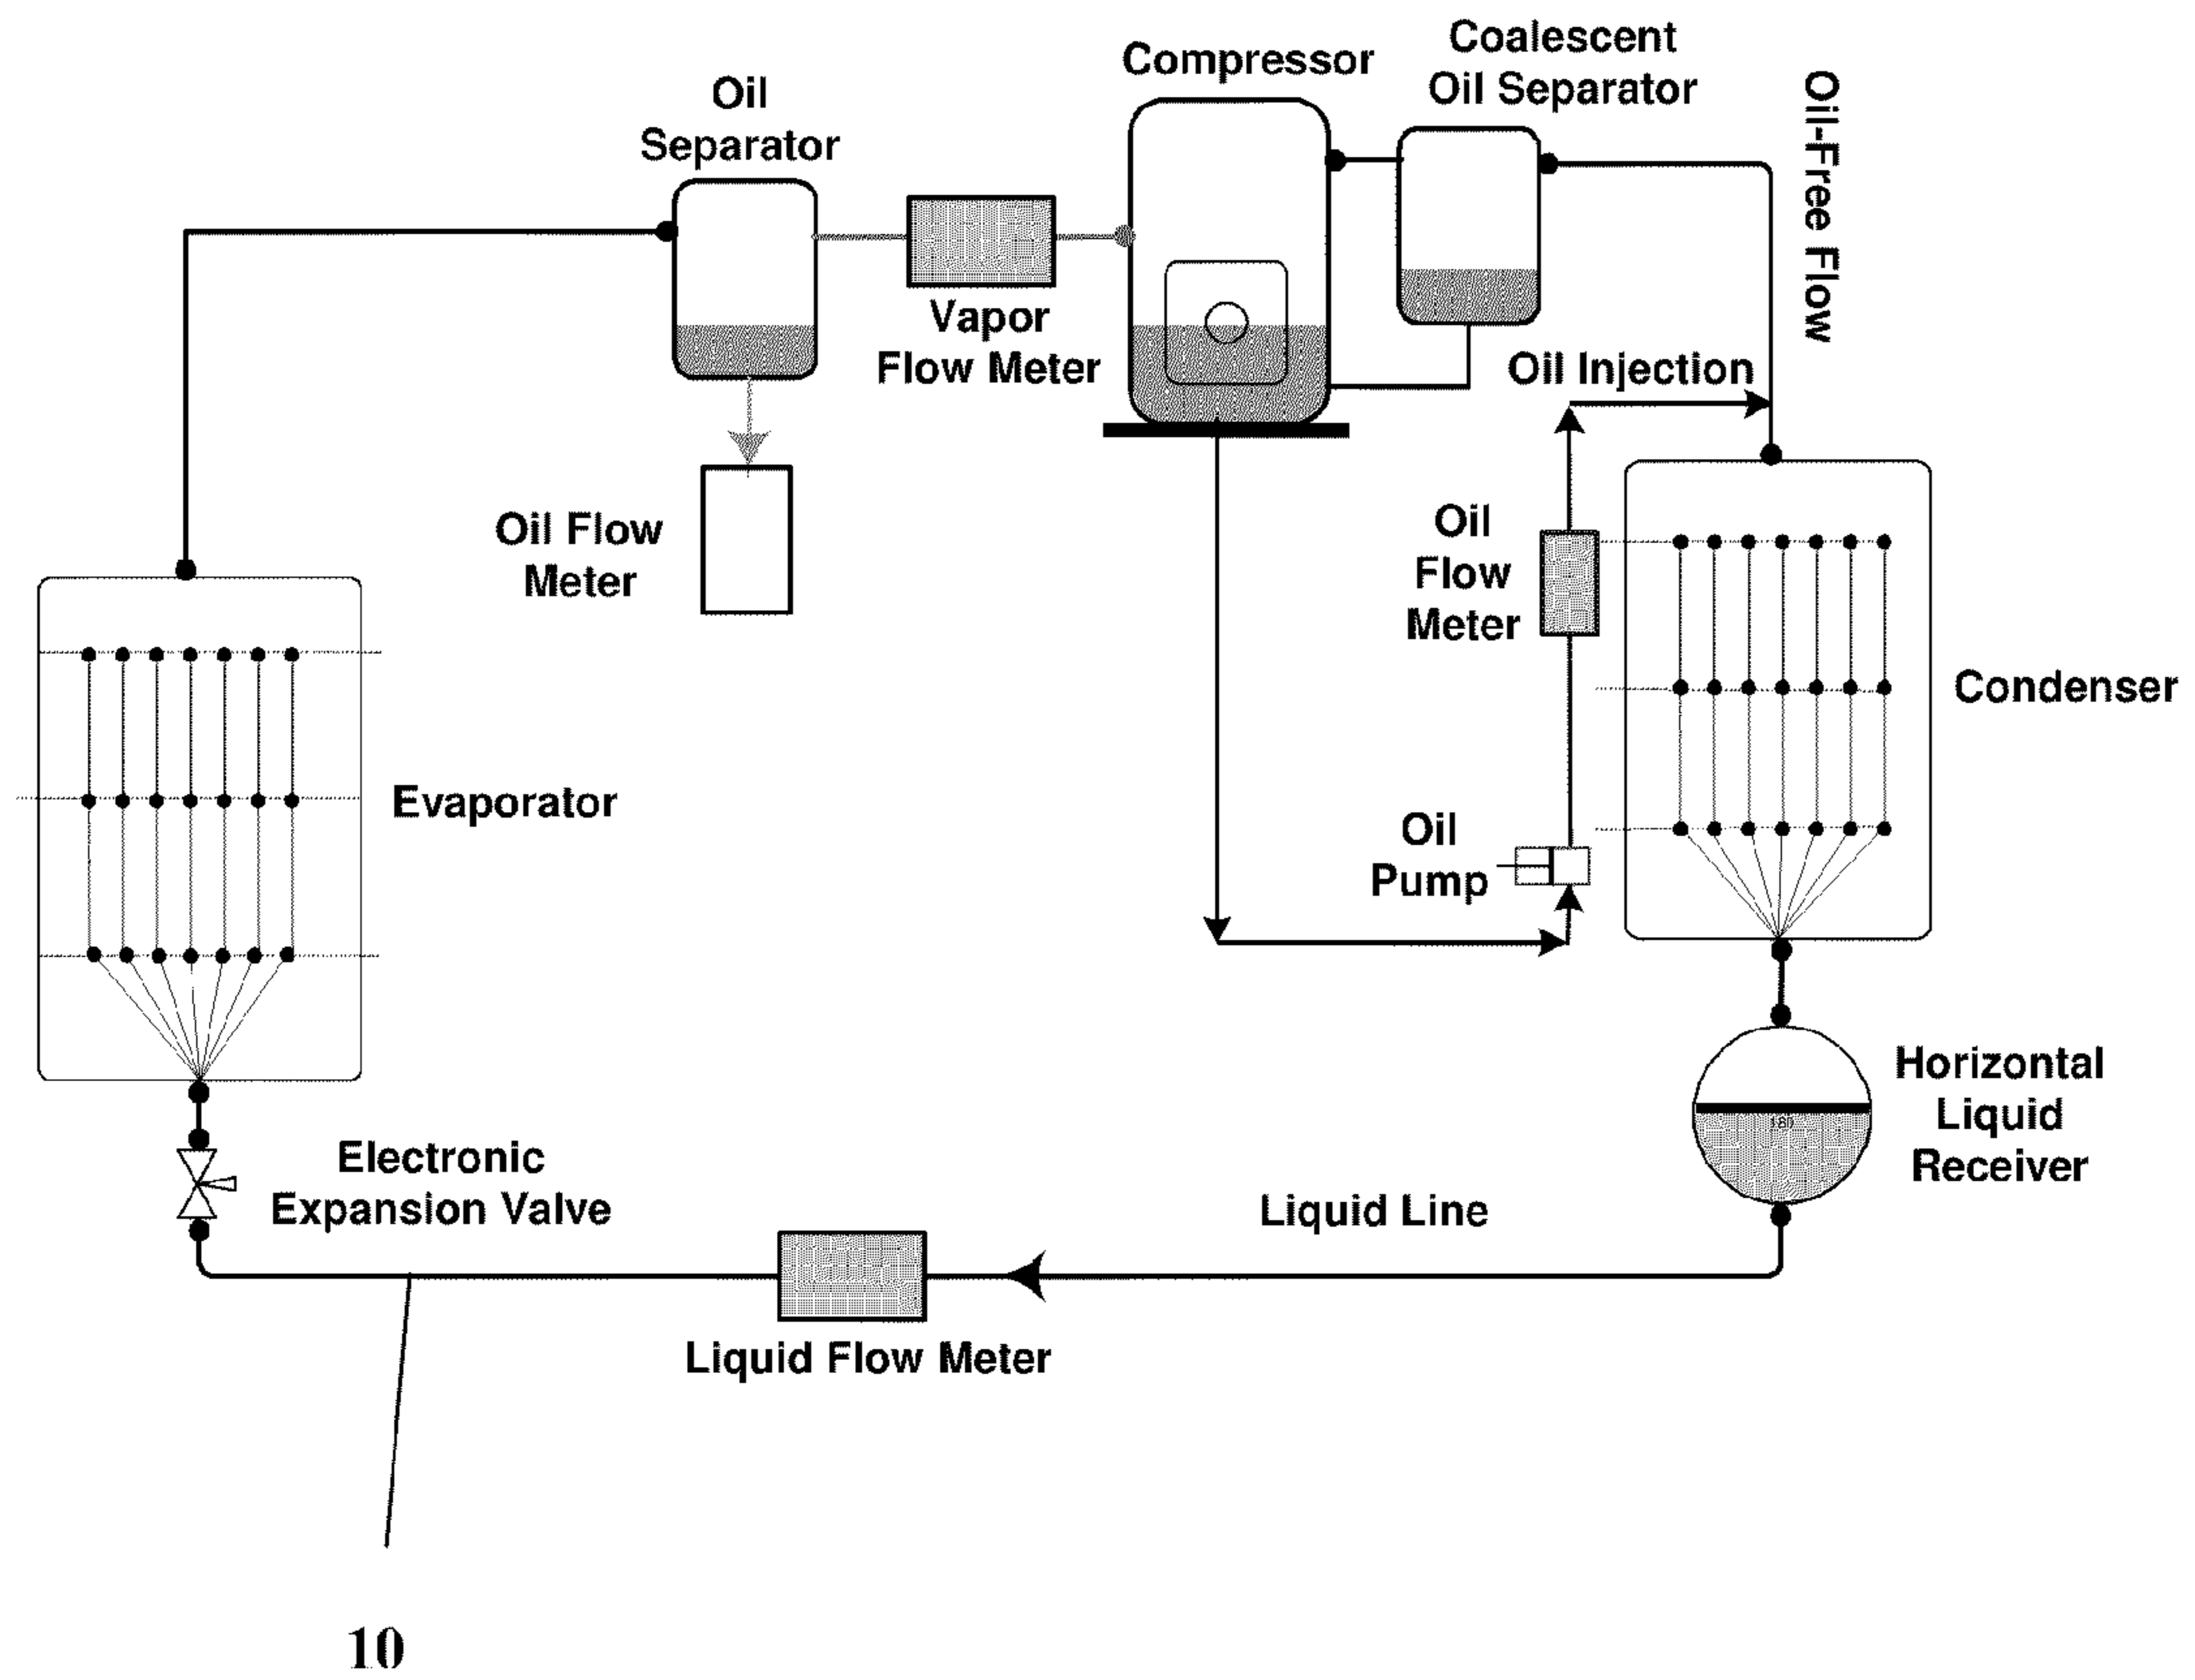 Compressor
Coalescent
Oil Separator
Oil
Separator
Oil-Free Flow
Vapor
Flow Meter
Oil Injection
Oil Flow
Meter
Oil
Flow
Meter
Condenser
Evaporator
Oil
Pump
Horizontal
Liquid
Receiver
180
Electronic
Expansion Valve
Liquid Line
Liquid Flow Meter
10